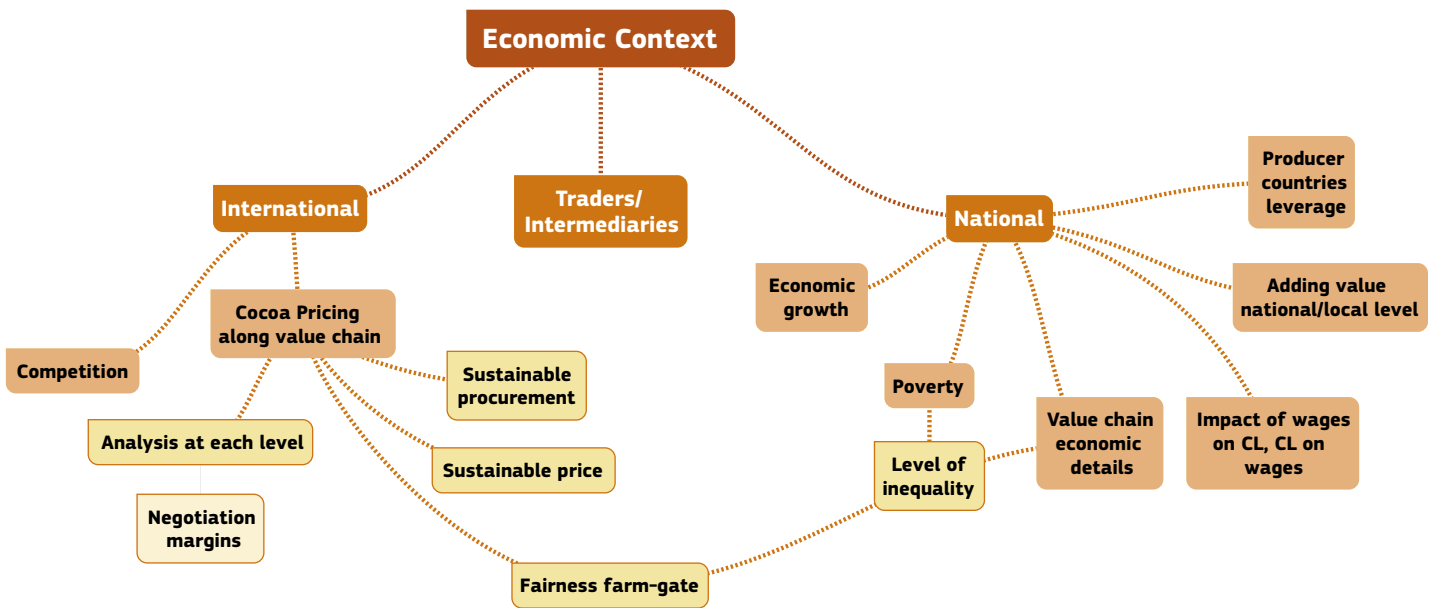 Economic Context
International
Traders/
Intermediaries
National
Producer
countries
leverage
Economic
growth
Adding value
national/local level
Cocoa Pricing
along value chain
Competition
Sustainable
procurement
Poverty
Value chain
economic
details
Impact of wages
on CL, CL on
wages
Analysis at each level
Sustainable price
Level of
inequality
Negotiation
margins
Fairness farm-gate